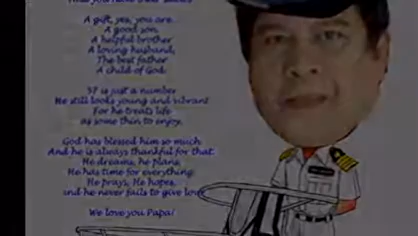 A gift, yes, you are.
A good son,
A helpful brother
A loving husband,
The best father
A child of God.
57 is just a number
He still looks young and vibrant
For he treats life
as some thin to enjoy.
God has blessed him so much
And he is always thankful for that.
He dreams, he plans,
He has time for everything.
He prays, He hopes,
and he never fails to give love
We love you Papa!